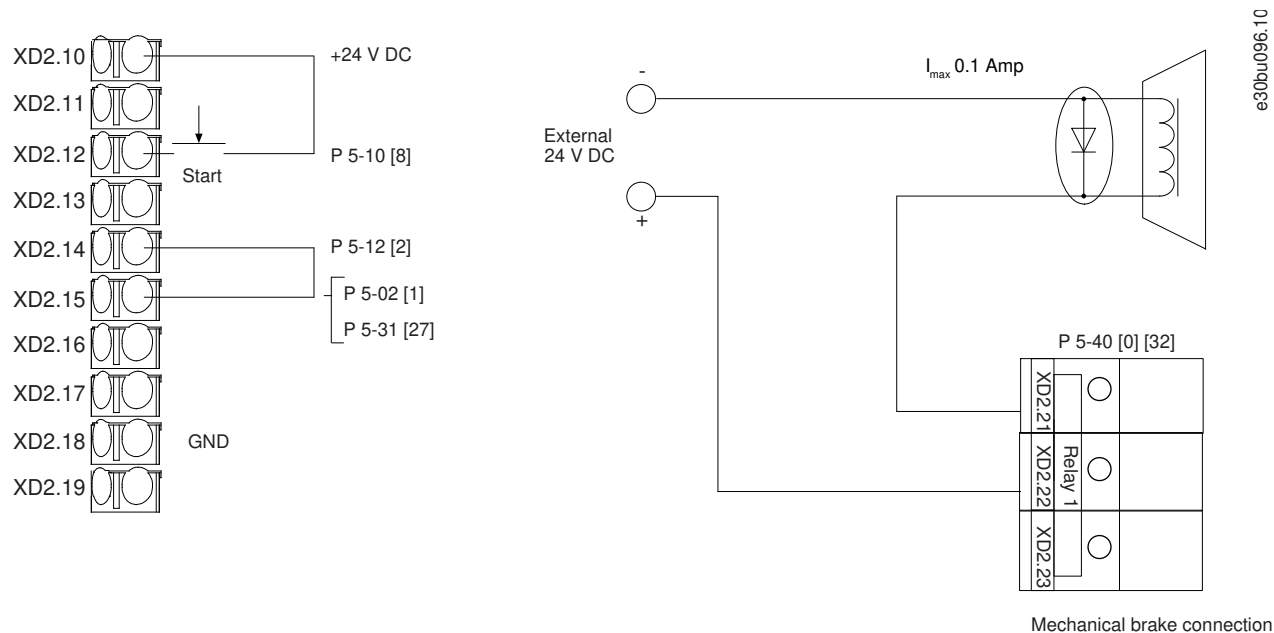 XD2.10
+24 V DC
XD2.11
XD2.12
Start
P 5-10 [8]
XD2.13
XD2.14
P 5-12 [2]
XD2.15
P 5-02 [1]
P 5-31 [27]
XD2.16
XD2.17
XD2.18
GND
XD2.19
-
External
24 V DC
+
Imax 0.1 Amp
e30bu096.10
P 5-40 [0] [32]
XD2.21
XD2.22
Relay 1
XD2.23
Mechanical brake connection